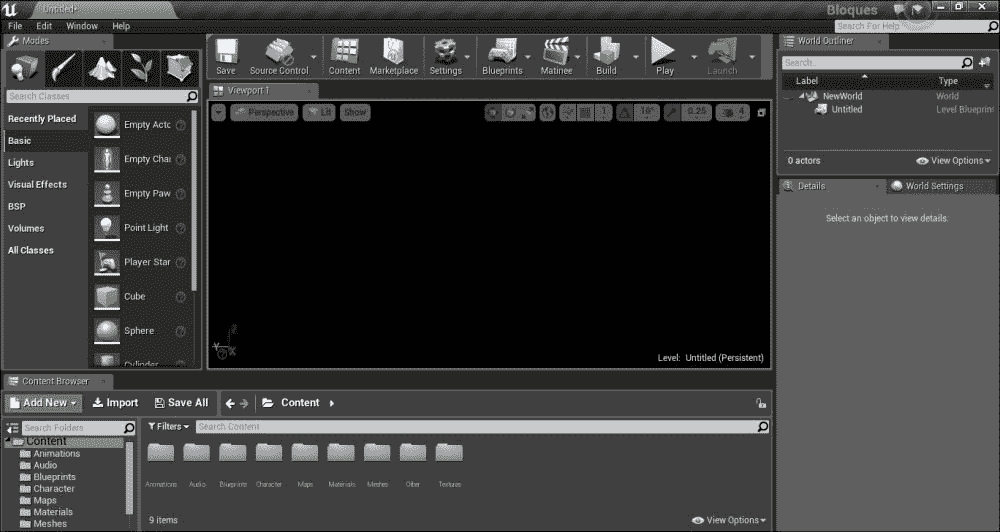 Untitled*
Bloques
File Edit Window Help
Search For Help
Modes
Search Classes
Recently Placed
Basic
Lights
Visual Effects
BSP
Volumes
All Classes
Empty Acto
Empty Cha
Empty Paw
Point Light
Player Star
Cube
Sphere
Cylinder
Save
Source Control
Content
Marketplace
Settings
Blueprints
Matinee
Build
Play
Launch
Viewport 1
Perspective Lit Show
1 10° 0.25 4
Level: Untitled (Persistent)
World Outliner
Search..
Label Type
NewWorld World
Untitled Level Blueprint
0 actors View Options
Details World Settings
Select an object to view details.
Content Browser
Add New Import Save All Content
Search Folders
Content
Animations
Audio
Blueprints
Character
Maps
Materials
Meshes
Filters Search Content
Animations Audio Blueprints Character Maps Materials Meshes Other Textures
9 items View Options